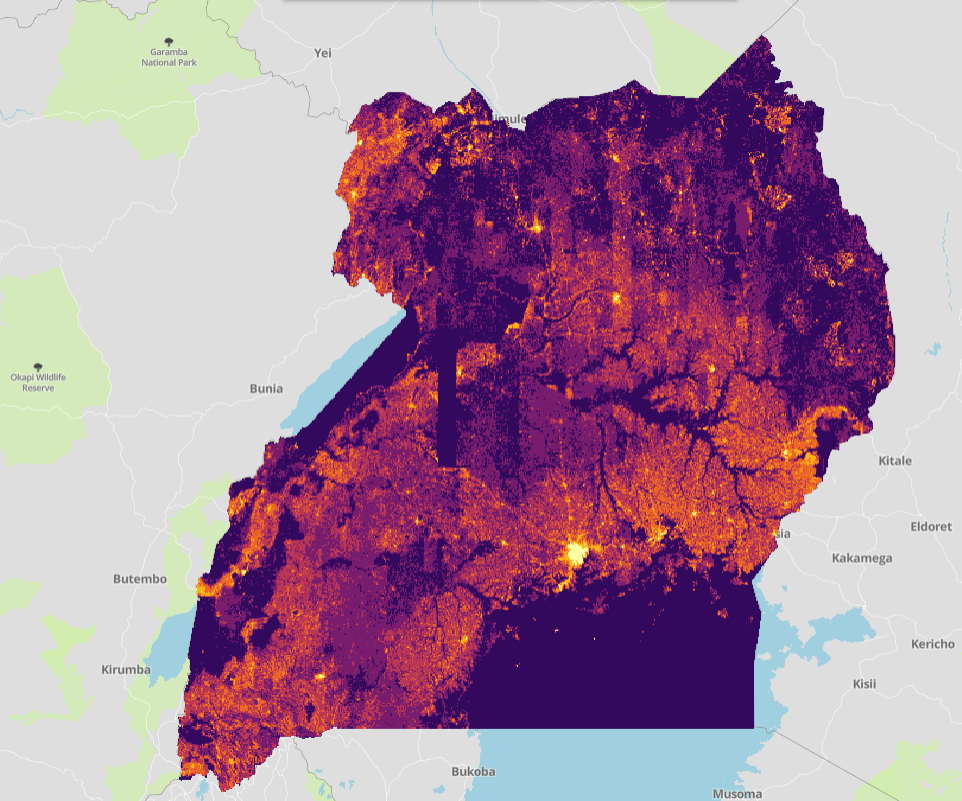 Garamba
National Park
Yei
Okapi Wildlife
Reserve
Bunia
Kitale
Eldoret
Kakamega
Butembo
Kericho
Kirumba
Kisii
Bukoba
Musoma